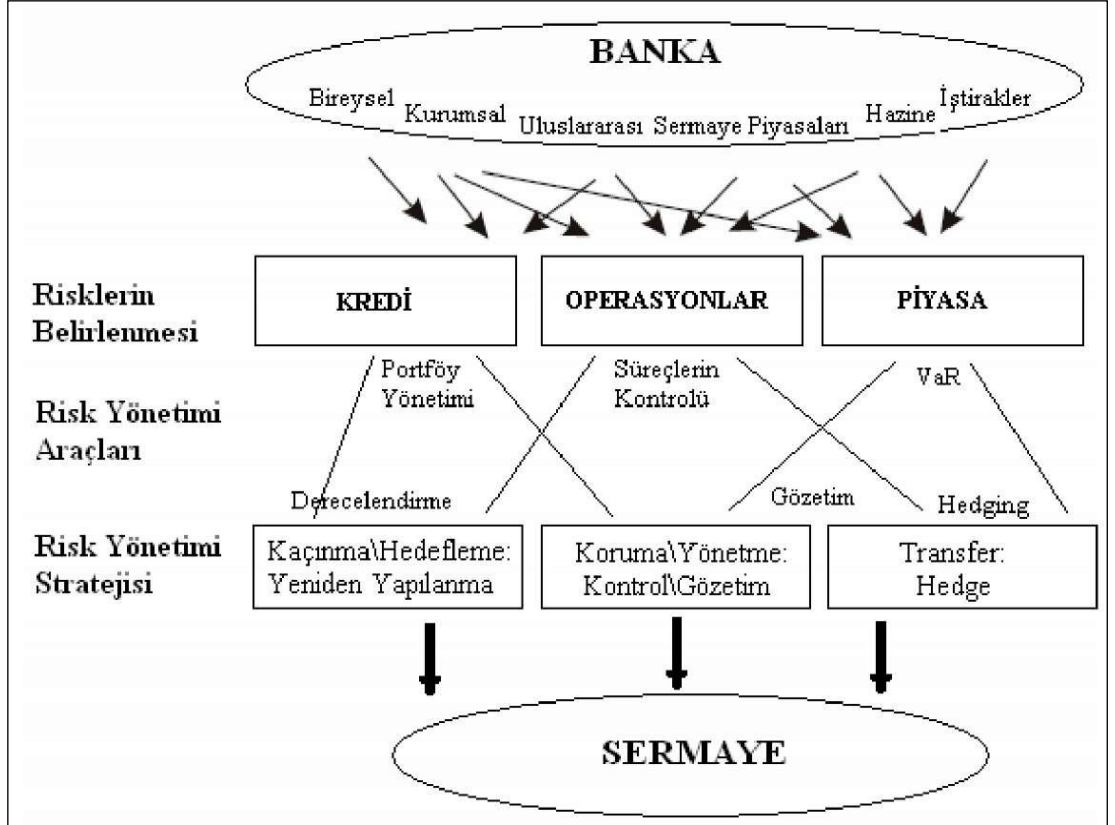 BANKA
Bireysel
Kurumsal
Uluslararası
Sermaye Piyasaları
Hazine
İştirakler
Risklerin
Belirlenmesi
KREDİ
OPERASYONLAR
PİYASA
Portföy
Yönetimi
Süreçlerin
Kontrolü
VaR
Risk Yönetimi
Araçları
Derecelendirme
Gözetim
Hedging
Risk Yönetimi
Stratejisi
Kaçınma\Hedefleme:
Yeniden Yapılanma
Koruma\Yönetme:
Kontrol\Gözetim
Transfer:
Hedge
SERMAYE